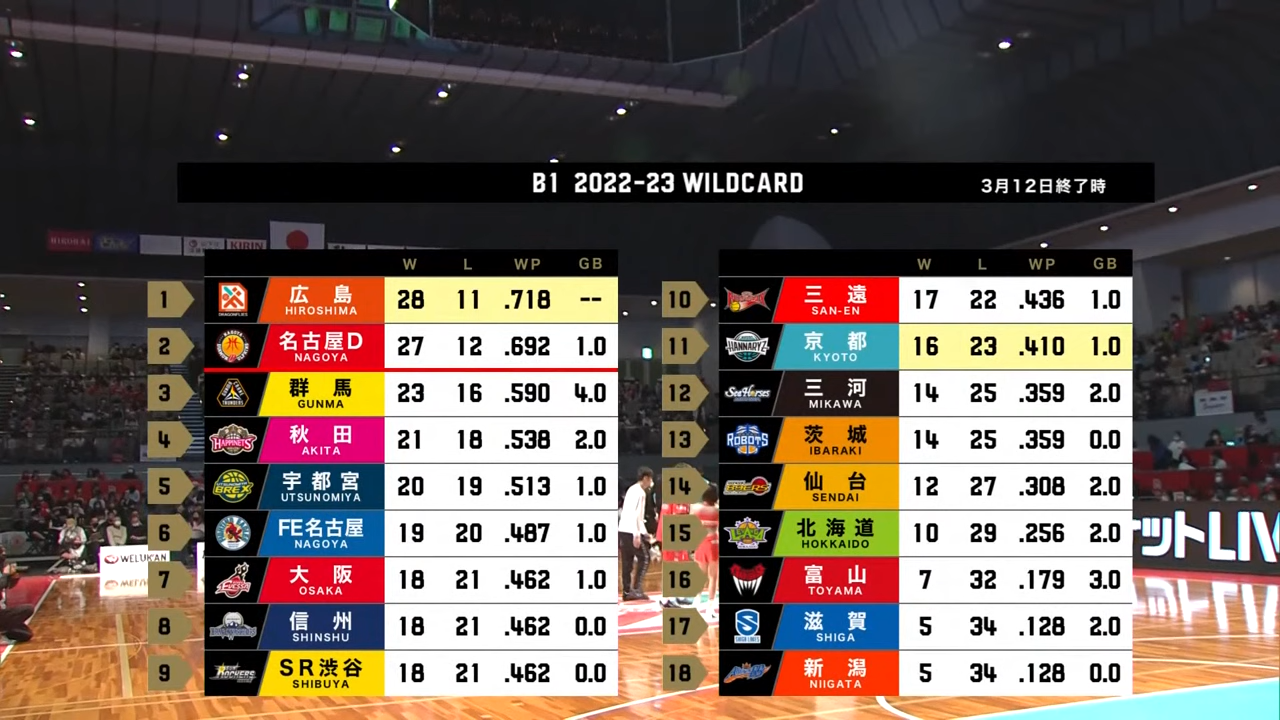 B1 2022-23 WILDCARD 3月12日終了時
W L WP GB
1 広島 HIROSHIMA 28 11 .718 --
2 名古屋D NAGOYA 27 12 .692 1.0
3 群馬 GUNMA 23 16 .590 4.0
4 秋田 AKITA 21 18 .538 2.0
5 宇都宮 UTSUNOMIYA 20 19 .513 1.0
6 FE名古屋 NAGOYA 19 20 .487 1.0
7 大阪 OSAKA 18 21 .462 1.0
8 信州 SHINSHU 18 21 .462 0.0
9 SR渋谷 SHIBUYA 18 21 .462 0.0
W L WP GB
10 三遠 SAN-EN 17 22 .436 1.0
11 HANNARYZ 京都 KYOTO 16 23 .410 1.0
12 SeaHorses 三河 MIKAWA 14 25 .359 2.0
13 ROBOTS 茨城 IBARAKI 14 25 .359 0.0
14 89ERS 仙台 SENDAI 12 27 .308 2.0
15 北海道 HOKKAIDO 10 29 .256 2.0
16 富山 TOYAMA 7 32 .179 3.0
17 滋賀 SHIGA 5 34 .128 2.0
18 新潟 NIIGATA 5 34 .128 0.0
KIRIN
WELUKAN
ットLIV